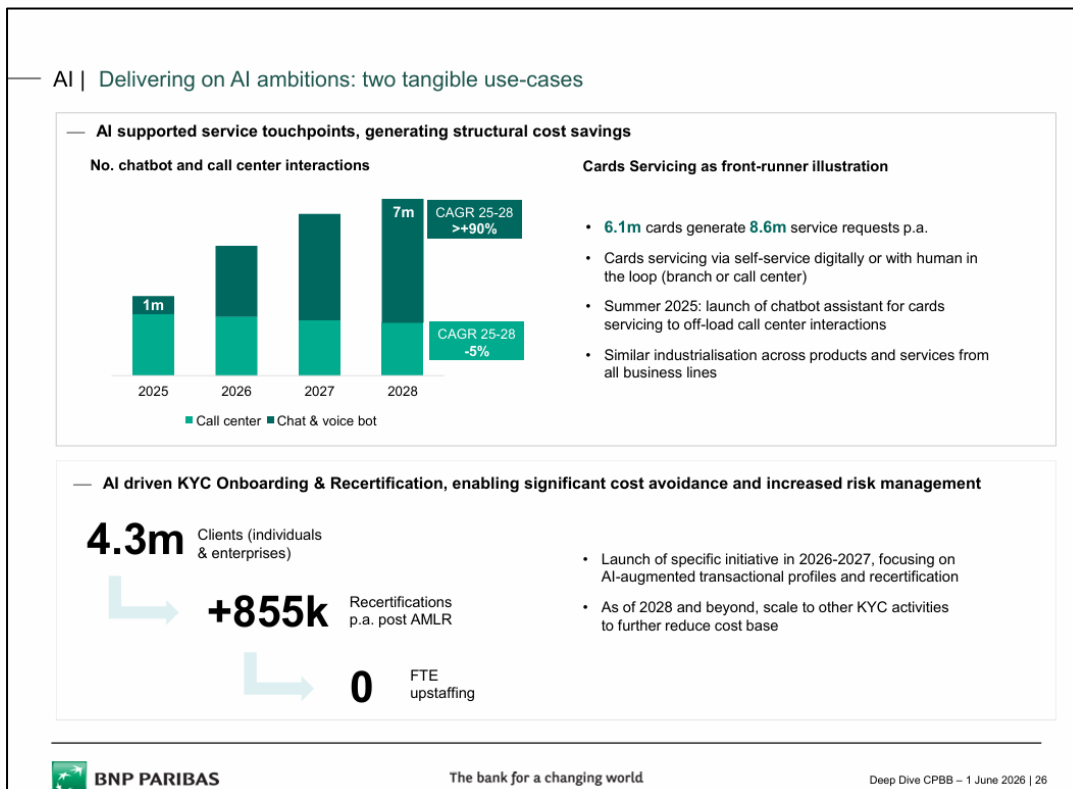 AI | Delivering on AI ambitions: two tangible use-cases
AI supported service touchpoints, generating structural cost savings
No. chatbot and call center interactions
1m
7m
CAGR 25-28
>+90%
CAGR 25-28
-5%
2025 2026 2027 2028
Call center Chat & voice bot
Cards Servicing as front-runner illustration
• 6.1m cards generate 8.6m service requests p.a.
• Cards servicing via self-service digitally or with human in
the loop (branch or call center)
• Summer 2025: launch of chatbot assistant for cards
servicing to off-load call center interactions
• Similar industrialisation across products and services from
all business lines
AI driven KYC Onboarding & Recertification, enabling significant cost avoidance and increased risk management
4.3m
Clients (individuals
& enterprises)
+855k
Recertifications
p.a. post AMLR
0
FTE
upstaffing
• Launch of specific initiative in 2026-2027, focusing on
AI-augmented transactional profiles and recertification
• As of 2028 and beyond, scale to other KYC activities
to further reduce cost base
BNP PARIBAS
The bank for a changing world
Deep Dive CPBB – 1 June 2026 | 26